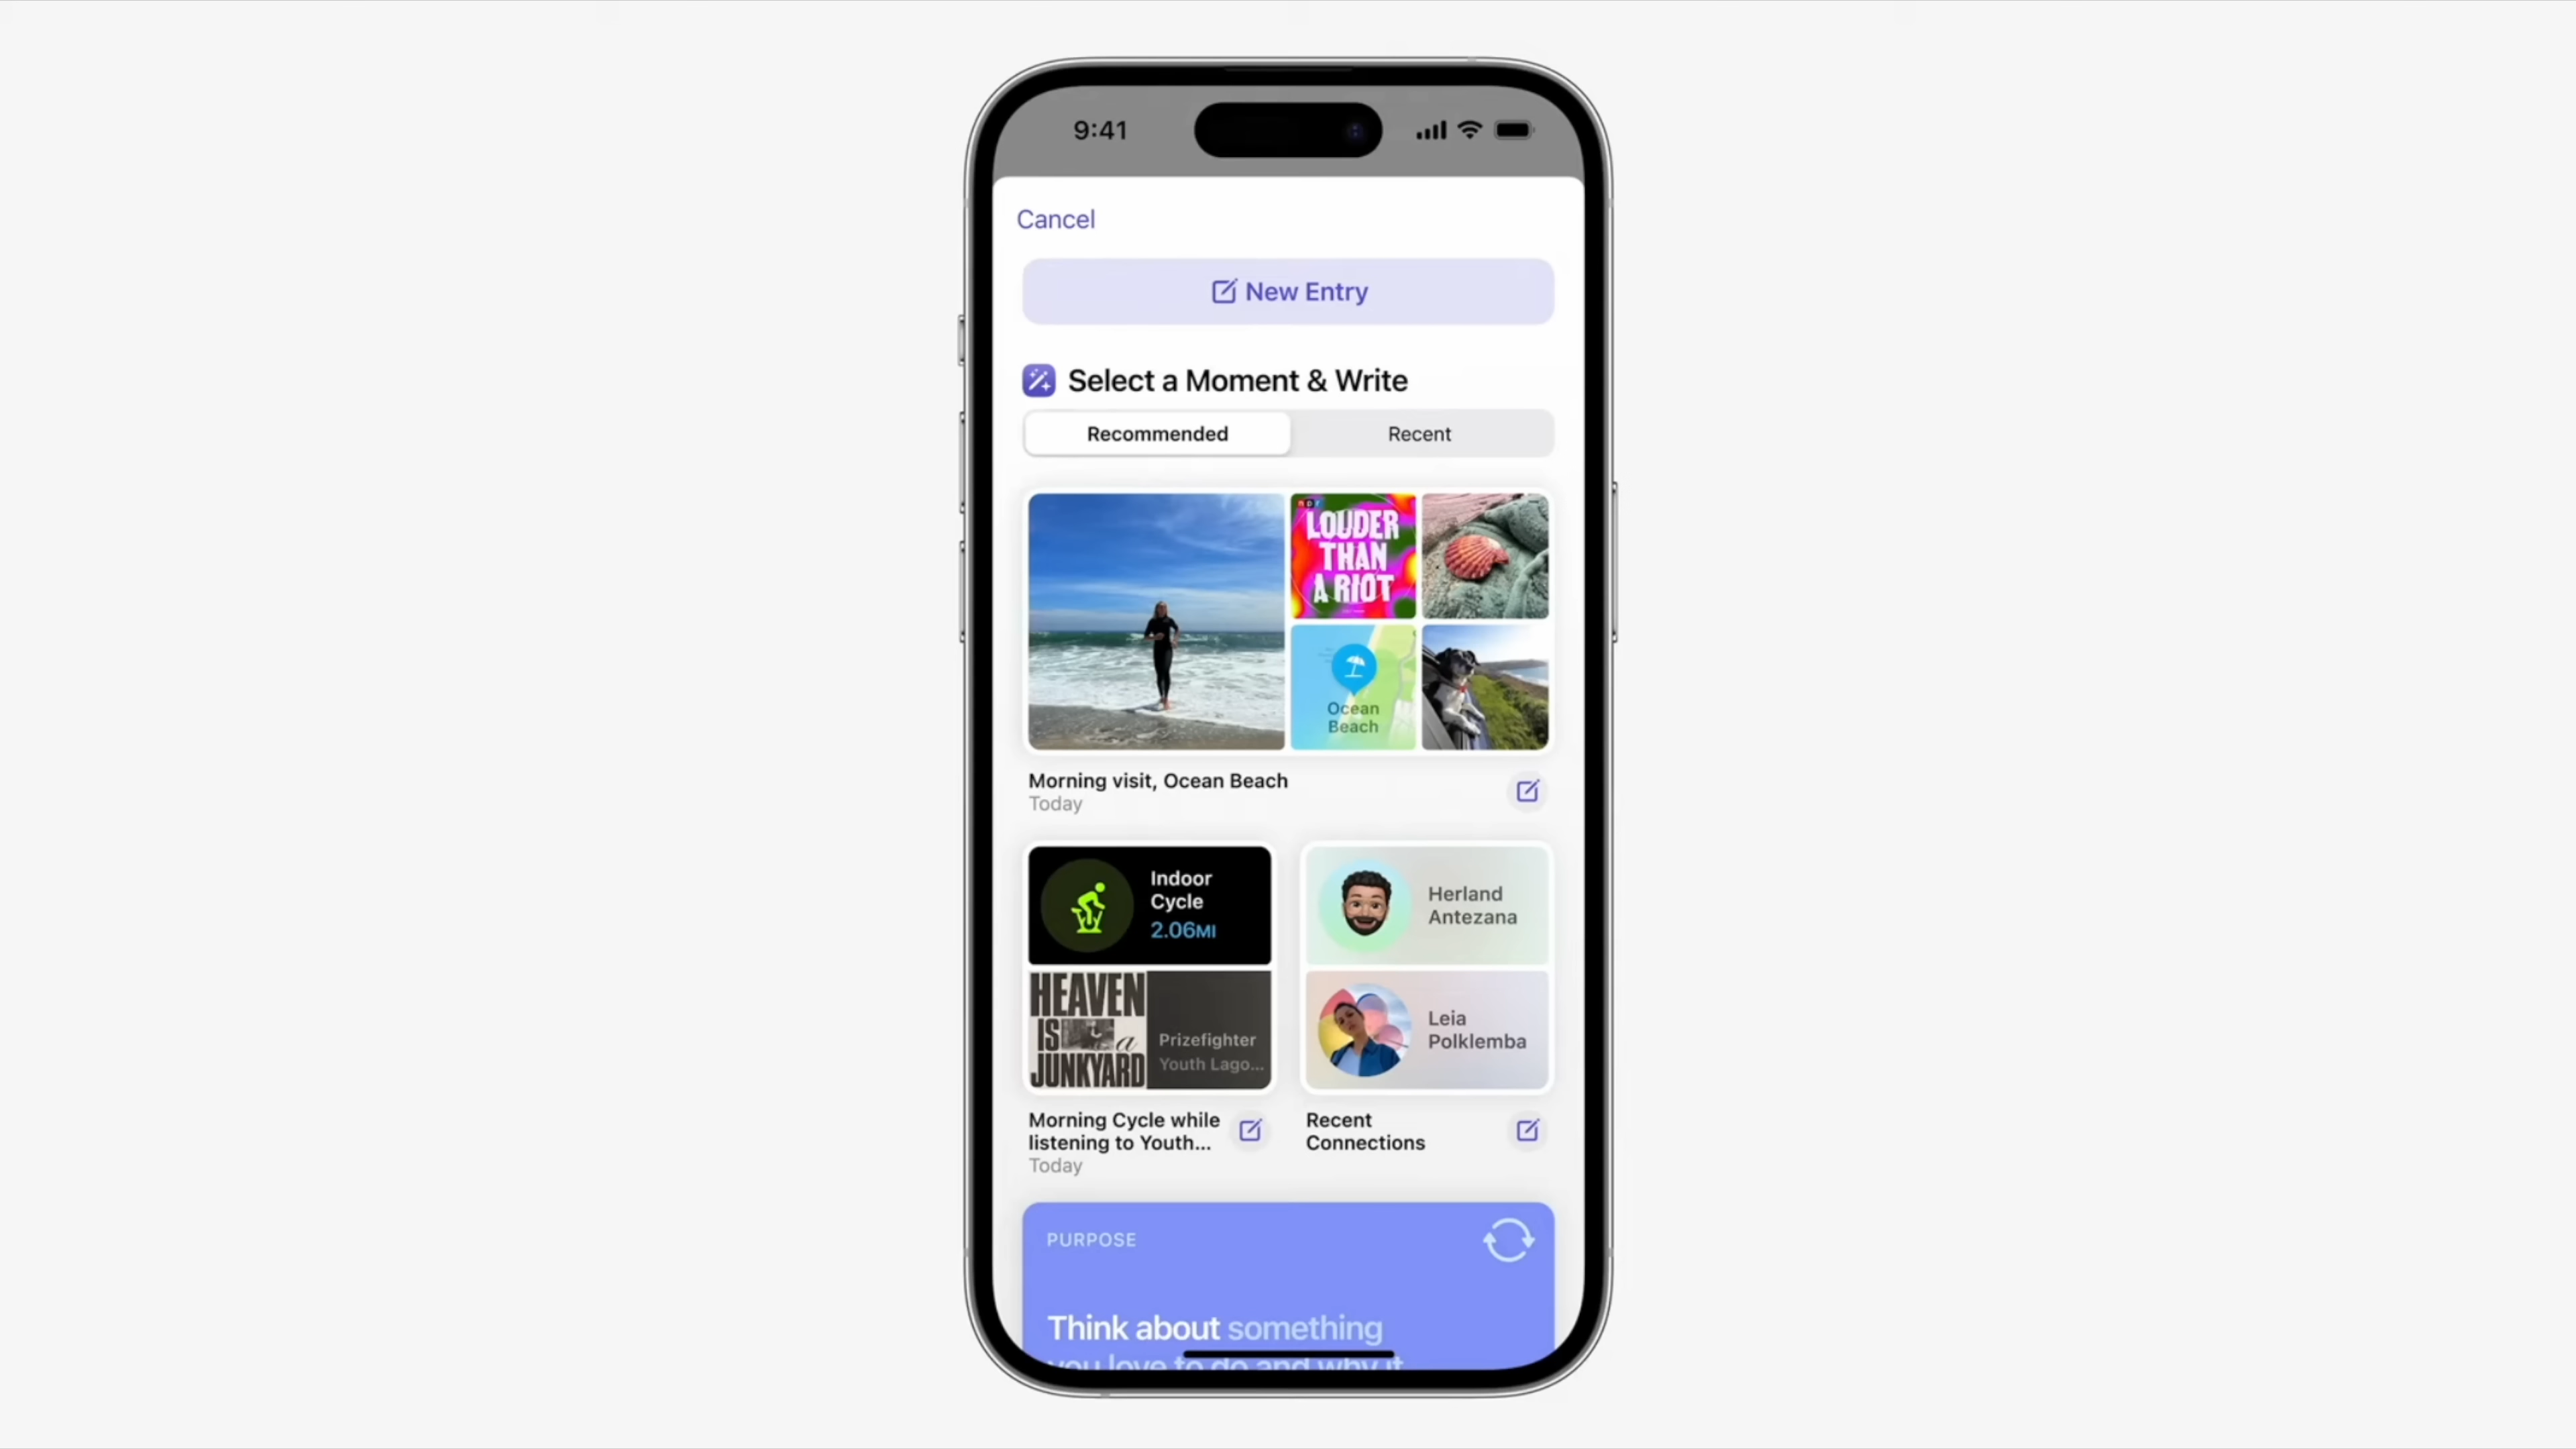 9:41
Cancel
New Entry
Select a Moment & Write
Recommended
Recent
npr
LOUDER
THAN
A RIOT
Ocean
Beach
Morning visit, Ocean Beach
Today
Indoor
Cycle
2.06MI
HEAVEN
IS a
JUNKYARD
Prizefighter
Youth Lago...
Morning Cycle while
listening to Youth...
Today
Herland
Antezana
Leia
Polklemba
Recent
Connections
PURPOSE
Think about something
you love to do and why it